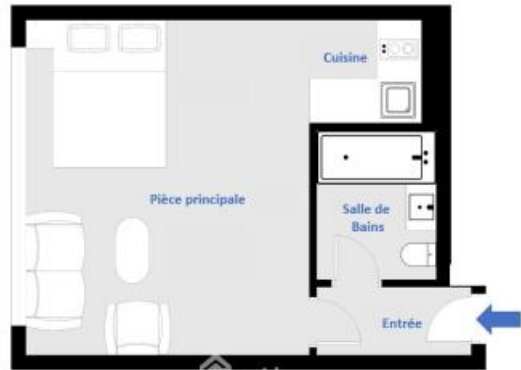 Cuisine
Pièce principale
Salle de
Bains
Entrée